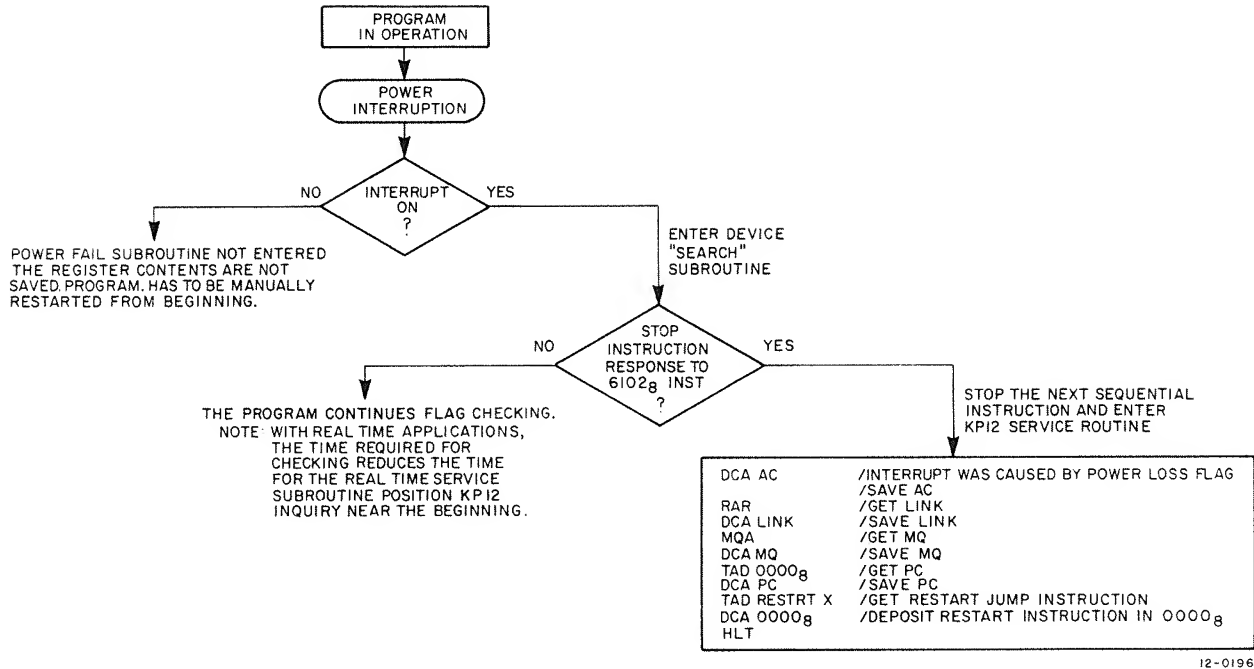 PROGRAM
IN OPERATION
POWER
INTERRUPTION
NO
INTERRUPT
ON
?
YES
POWER FAIL SUBROUTINE NOT ENTERED
THE REGISTER CONTENTS ARE NOT
SAVED. PROGRAM. HAS TO BE MANUALLY
RESTARTED FROM BEGINNING.
ENTER DEVICE
"SEARCH"
SUBROUTINE
NO
STOP
INSTRUCTION
RESPONSE TO
6102₈ INST
?
YES
THE PROGRAM CONTINUES FLAG CHECKING.
NOTE: WITH REAL TIME APPLICATIONS,
THE TIME REQUIRED FOR
CHECKING REDUCES THE TIME
FOR THE REAL TIME SERVICE
SUBROUTINE POSITION KP12
INQUIRY NEAR THE BEGINNING.
STOP THE NEXT SEQUENTIAL
INSTRUCTION AND ENTER
KP12 SERVICE ROUTINE
DCA AC /INTERRUPT WAS CAUSED BY POWER LOSS FLAG
/SAVE AC
RAR /GET LINK
DCA LINK /SAVE LINK
MQA /GET MQ
DCA MQ /SAVE MQ
TAD 0000₈ /GET PC
DCA PC /SAVE PC
TAD RESTRT X /GET RESTART JUMP INSTRUCTION
DCA 0000₈ /DEPOSIT RESTART INSTRUCTION IN 0000₈
HLT
12-0196